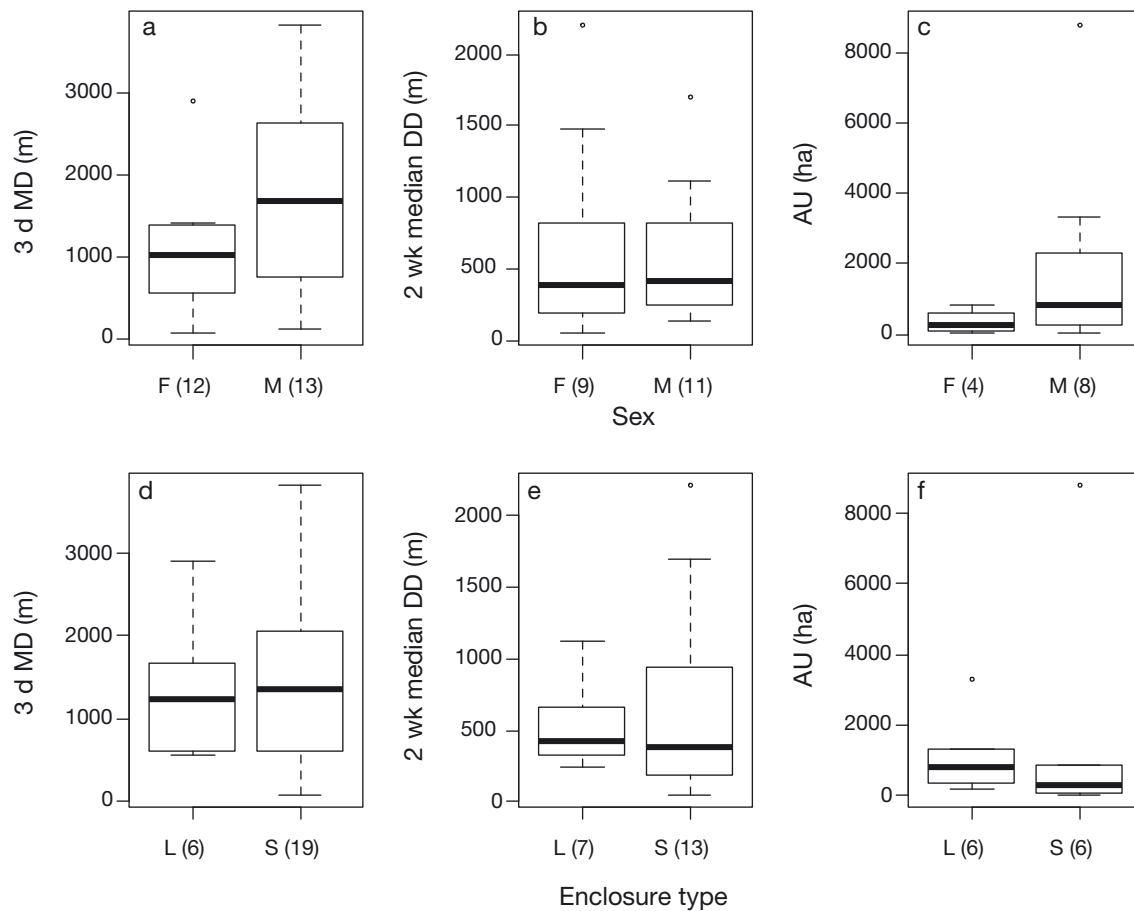 a
3 d MD (m)
3000
2000
1000
0
F (12) M (13)
b
2 wk median DD (m)
2000
1500
1000
500
0
F (9) M (11)
Sex
c
AU (ha)
8000
6000
4000
2000
0
F (4) M (8)
d
3 d MD (m)
3000
2000
1000
0
L (6) S (19)
e
2 wk median DD (m)
2000
1500
1000
500
0
L (7) S (13)
Enclosure type
f
AU (ha)
8000
6000
4000
2000
0
L (6) S (6)